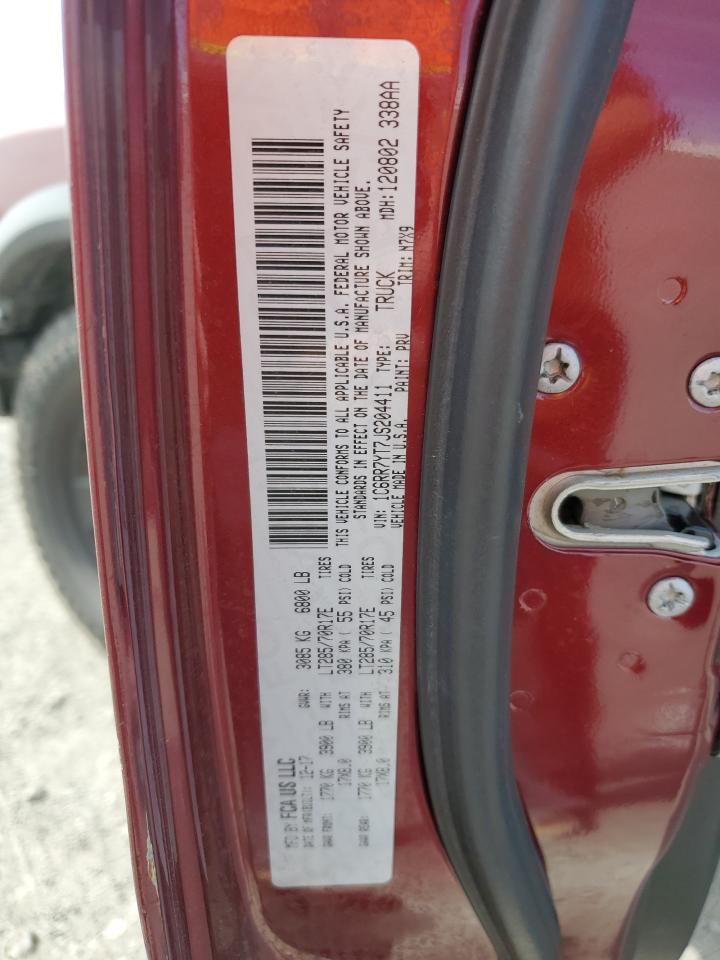 MFD BY: FCA US LLC
DATE OF MFR(BUILT): 12-17 GVWR: 3085 KG 6800 LB
GAWR FRONT: 1770 KG 3900 LB WITH LT285/70R17E TIRES
17X8.0 RIMS AT 380 KPA ( 55 PSI) COLD
GAWR REAR: 1770 KG 3900 LB WITH LT285/70R17E TIRES
17X8.0 RIMS AT 310 KPA ( 45 PSI) COLD
THIS VEHICLE CONFORMS TO ALL APPLICABLE U.S.A. FEDERAL MOTOR VEHICLE SAFETY
STANDARDS IN EFFECT ON THE DATE OF MANUFACTURE SHOWN ABOVE.
VIN: 1C6RR7YT7JS204411 TYPE: TRUCK MDH: 120802 338AA
VEHICLE MADE IN U.S.A. PAINT: PRV TRIM: N7X9